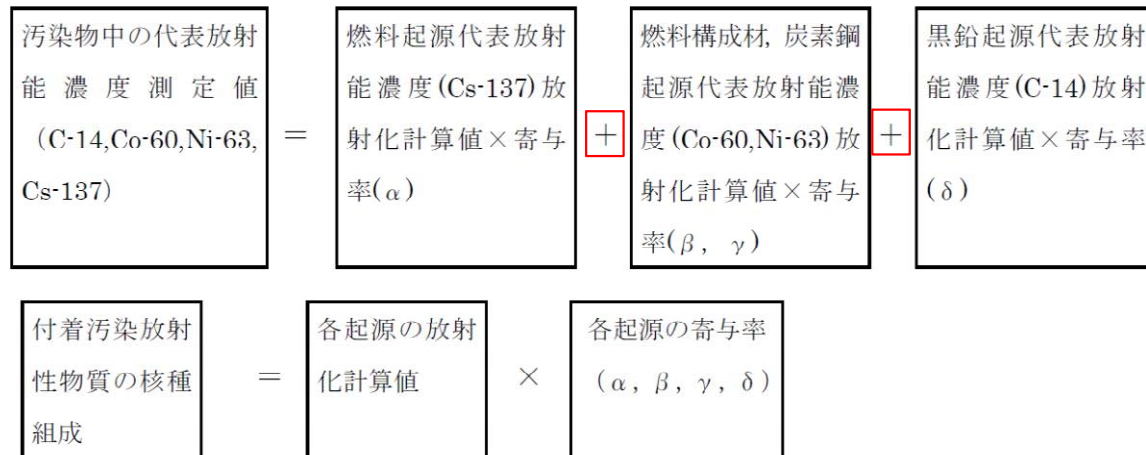 汚染物中の代表放射
能濃度測定値
（C-14,Co-60,Ni-63,
Cs-137）
=
燃料起源代表放射
能濃度(Cs-137)放
射化計算値×寄与
率(α)
+
燃料構成材, 炭素鋼
起源代表放射能濃
度(Co-60,Ni-63)放
射化計算値×寄与
率(β, γ)
+
黒鉛起源代表放射
能濃度(C-14)放射
化計算値×寄与率
(δ)
付着汚染放射
性物質の核種
組成
=
各起源の放射
化計算値
×
各起源の寄与率
（α, β, γ, δ）